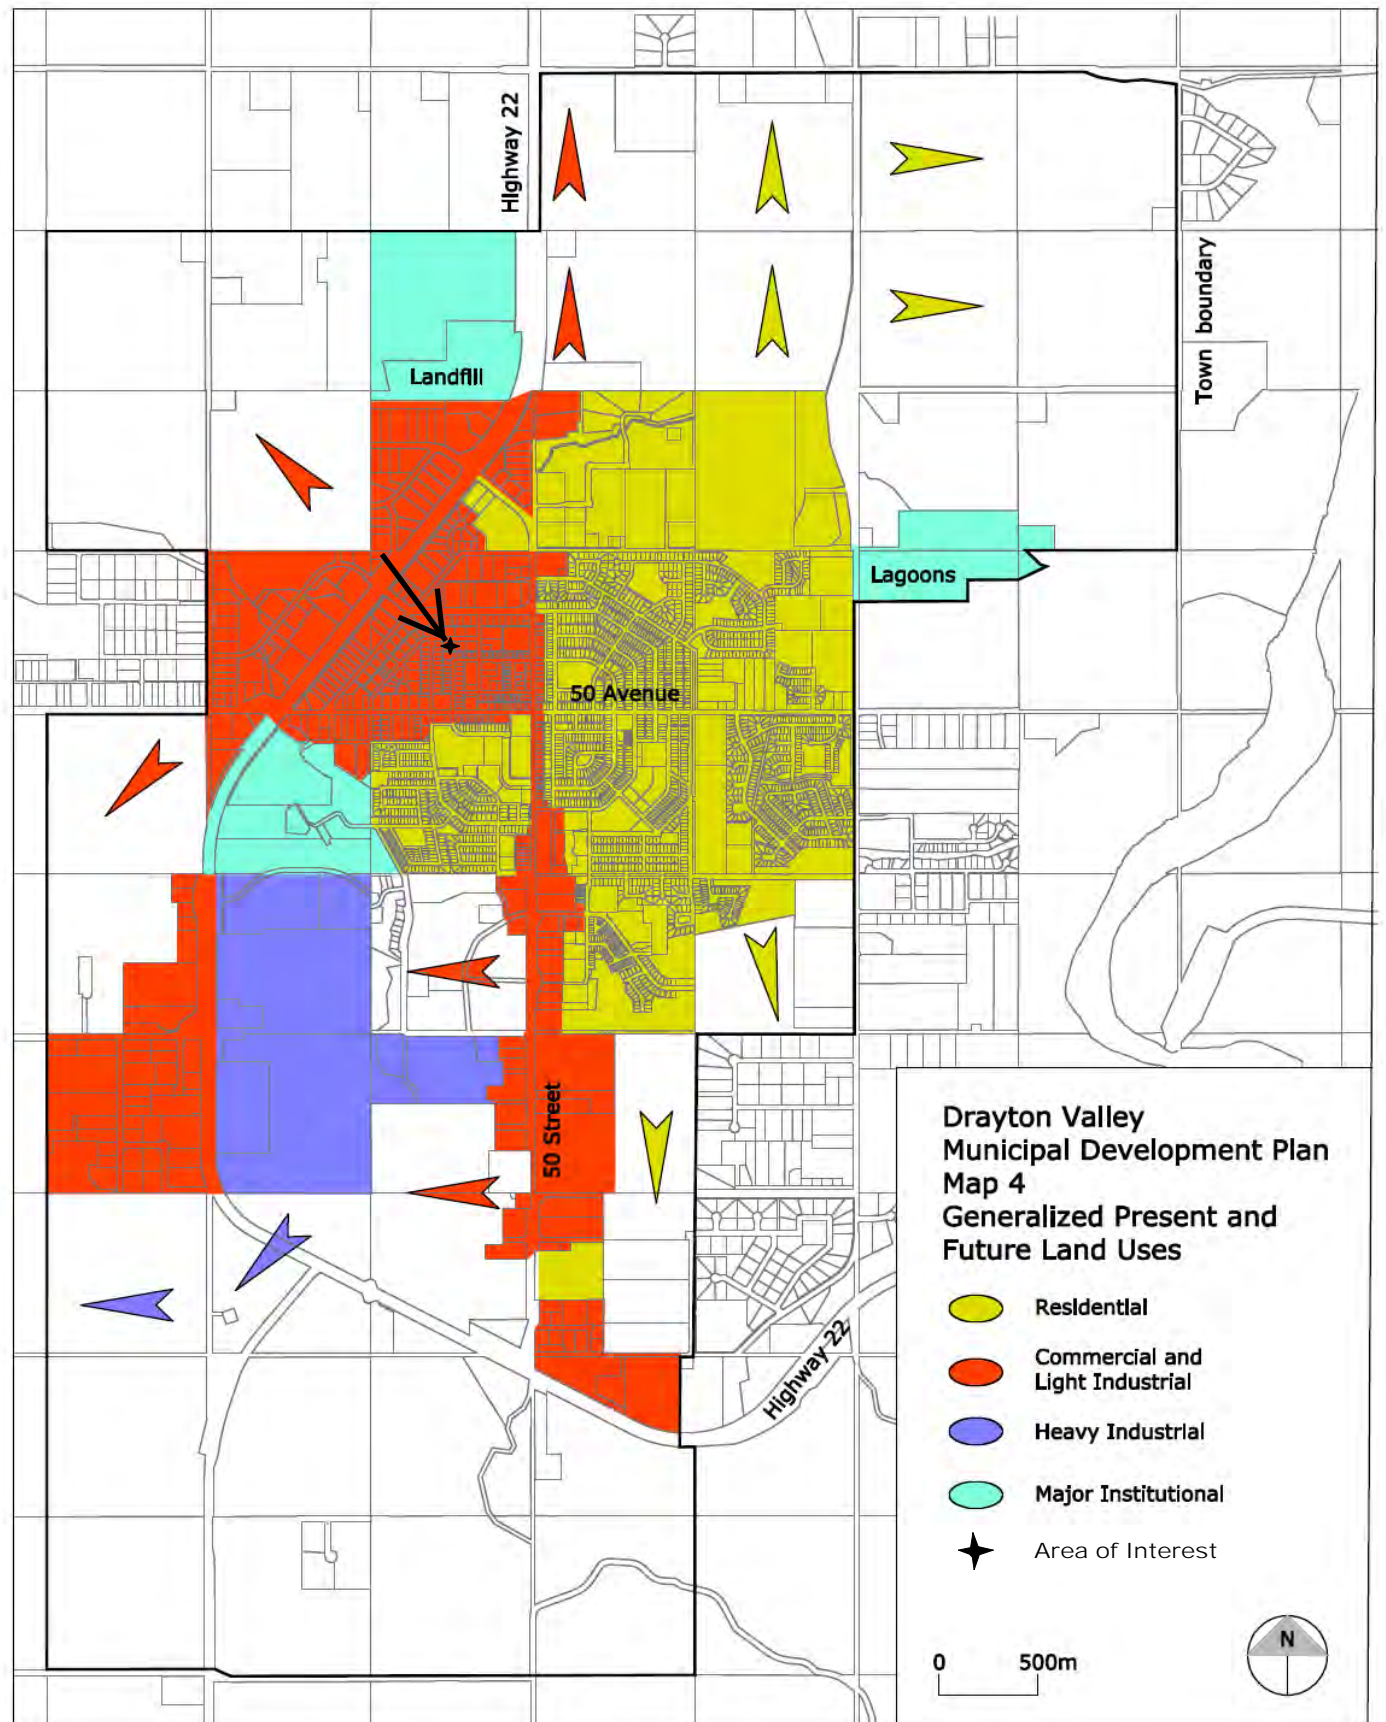 Highway 22
Town boundary
Landfill
Lagoons
50 Avenue
50 Street
Highway 22
Drayton Valley
Municipal Development Plan
Map 4
Generalized Present and
Future Land Uses
Residential
Commercial and
Light Industrial
Heavy Industrial
Major Institutional
Area of Interest
0 500m
N